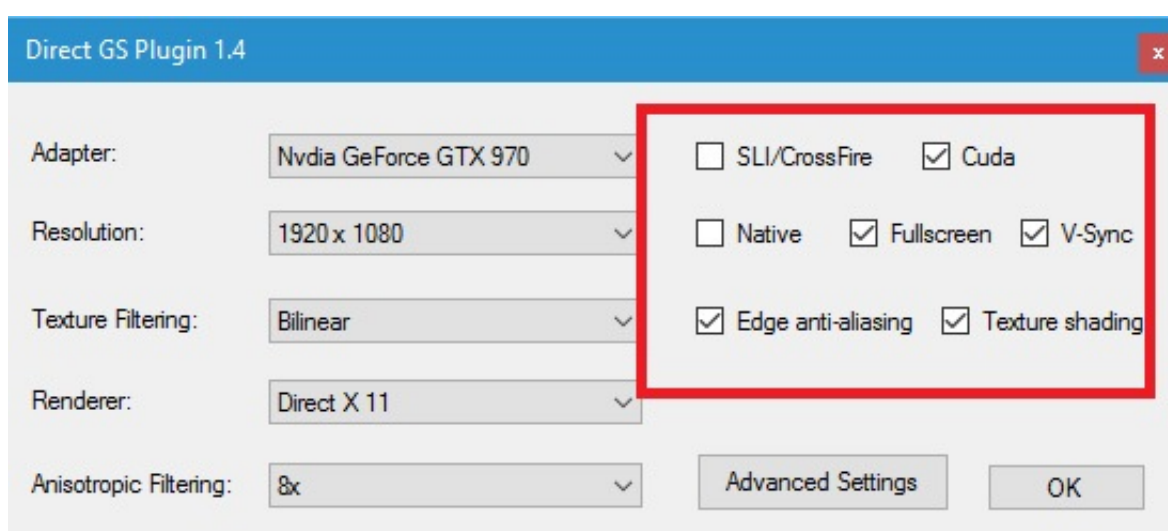 Direct GS Plugin 1.4
x
Adapter: Nvdia GeForce GTX 970 SLI/CrossFire Cuda
Resolution: 1920 x 1080 Native Fullscreen V-Sync
Texture Filtering: Bilinear Edge anti-aliasing Texture shading
Renderer: Direct X 11
Anisotropic Filtering: 8x Advanced Settings OK